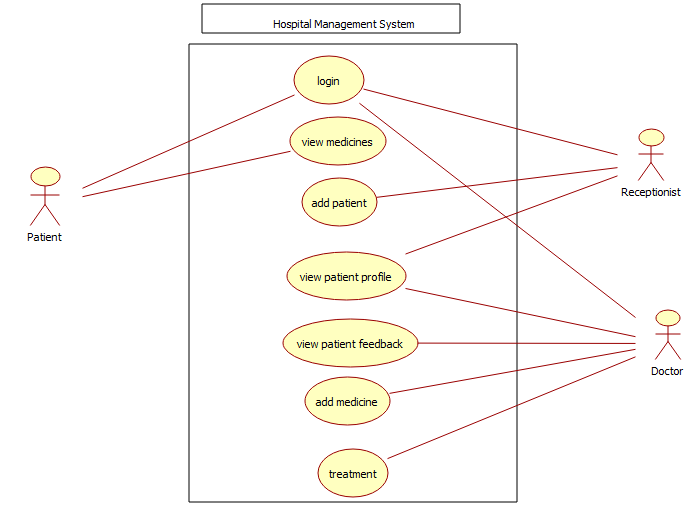 Hospital Management System
login
view medicines
add patient
Receptionist
Patient
view patient profile
view patient feedback
Doctor
add medicine
treatment